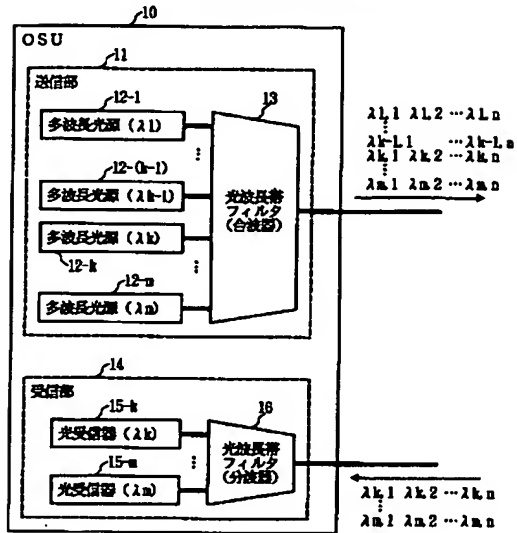 10
OSU
11
送信部
12-1
多波長光源 (λ1)
13
12-(k-1)
多波長光源 (λk-1)
多波長光源 (λk)
12-k
12-m
多波長光源 (λm)
光波長帯
フィルタ
(合波器)
λ1,1 λ1,2 …λ1,n
λk-1,1 …λk-1,n
λk,1 λk,2 …λk,n
λm,1 λm,2 …λm,n
14
受信部
15-k
光受信器 (λk)
16
15-m
光受信器 (λm)
光波長帯
フィルタ
(分波器)
λk,1 λk,2 …λk,n
λm,1 λm,2 …λm,n